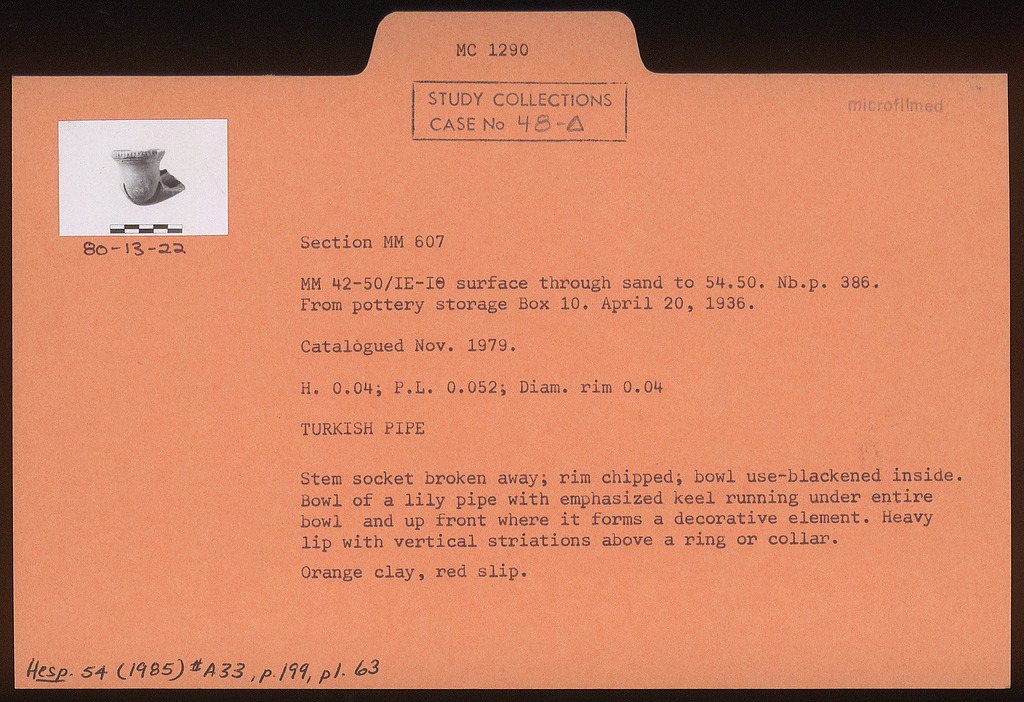 MC 1290
STUDY COLLECTIONS
CASE No 48-Δ
microfilmed
80-13-22
Section MM 607
MM 42-50/ΙΕ-ΙΘ surface through sand to 54.50. Nb.p. 386.
From pottery storage Box 10. April 20, 1936.
Catalogued Nov. 1979.
H. 0.04; P.L. 0.052; Diam. rim 0.04
TURKISH PIPE
Stem socket broken away; rim chipped; bowl use-blackened inside.
Bowl of a lily pipe with emphasized keel running under entire
bowl and up front where it forms a decorative element. Heavy
lip with vertical striations above a ring or collar.
Orange clay, red slip.
Hesp. 54 (1985) #A33, p.199, pl. 63